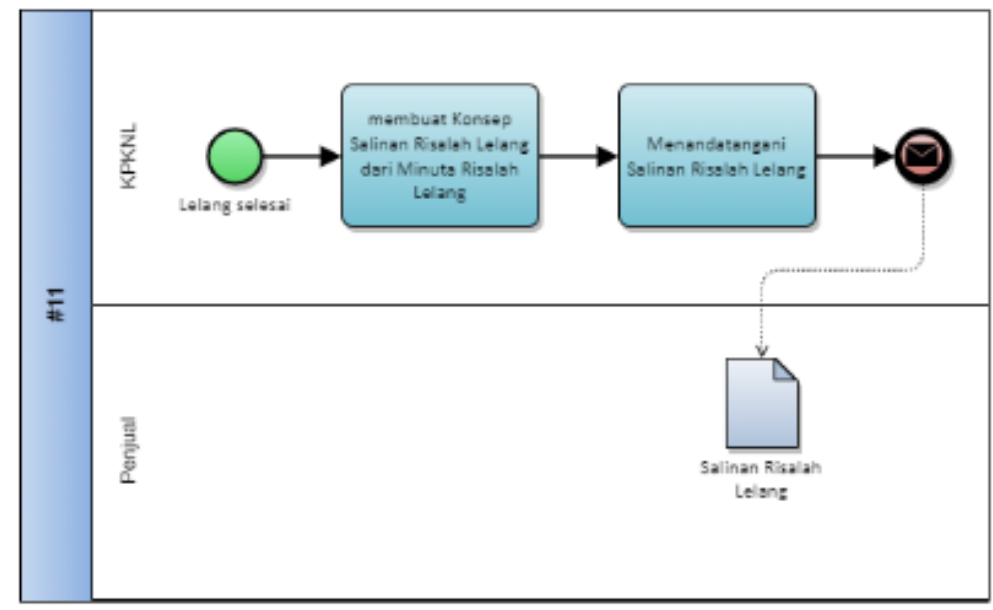 #11
KPKNL
Lelang selesai
membuat Konsep
Salinan Risalah Lelang
dari Minuta Risalah
Lelang
Menandatangani
Salinan Risalah Lelang
Penjual
Salinan Risalah
Lelang